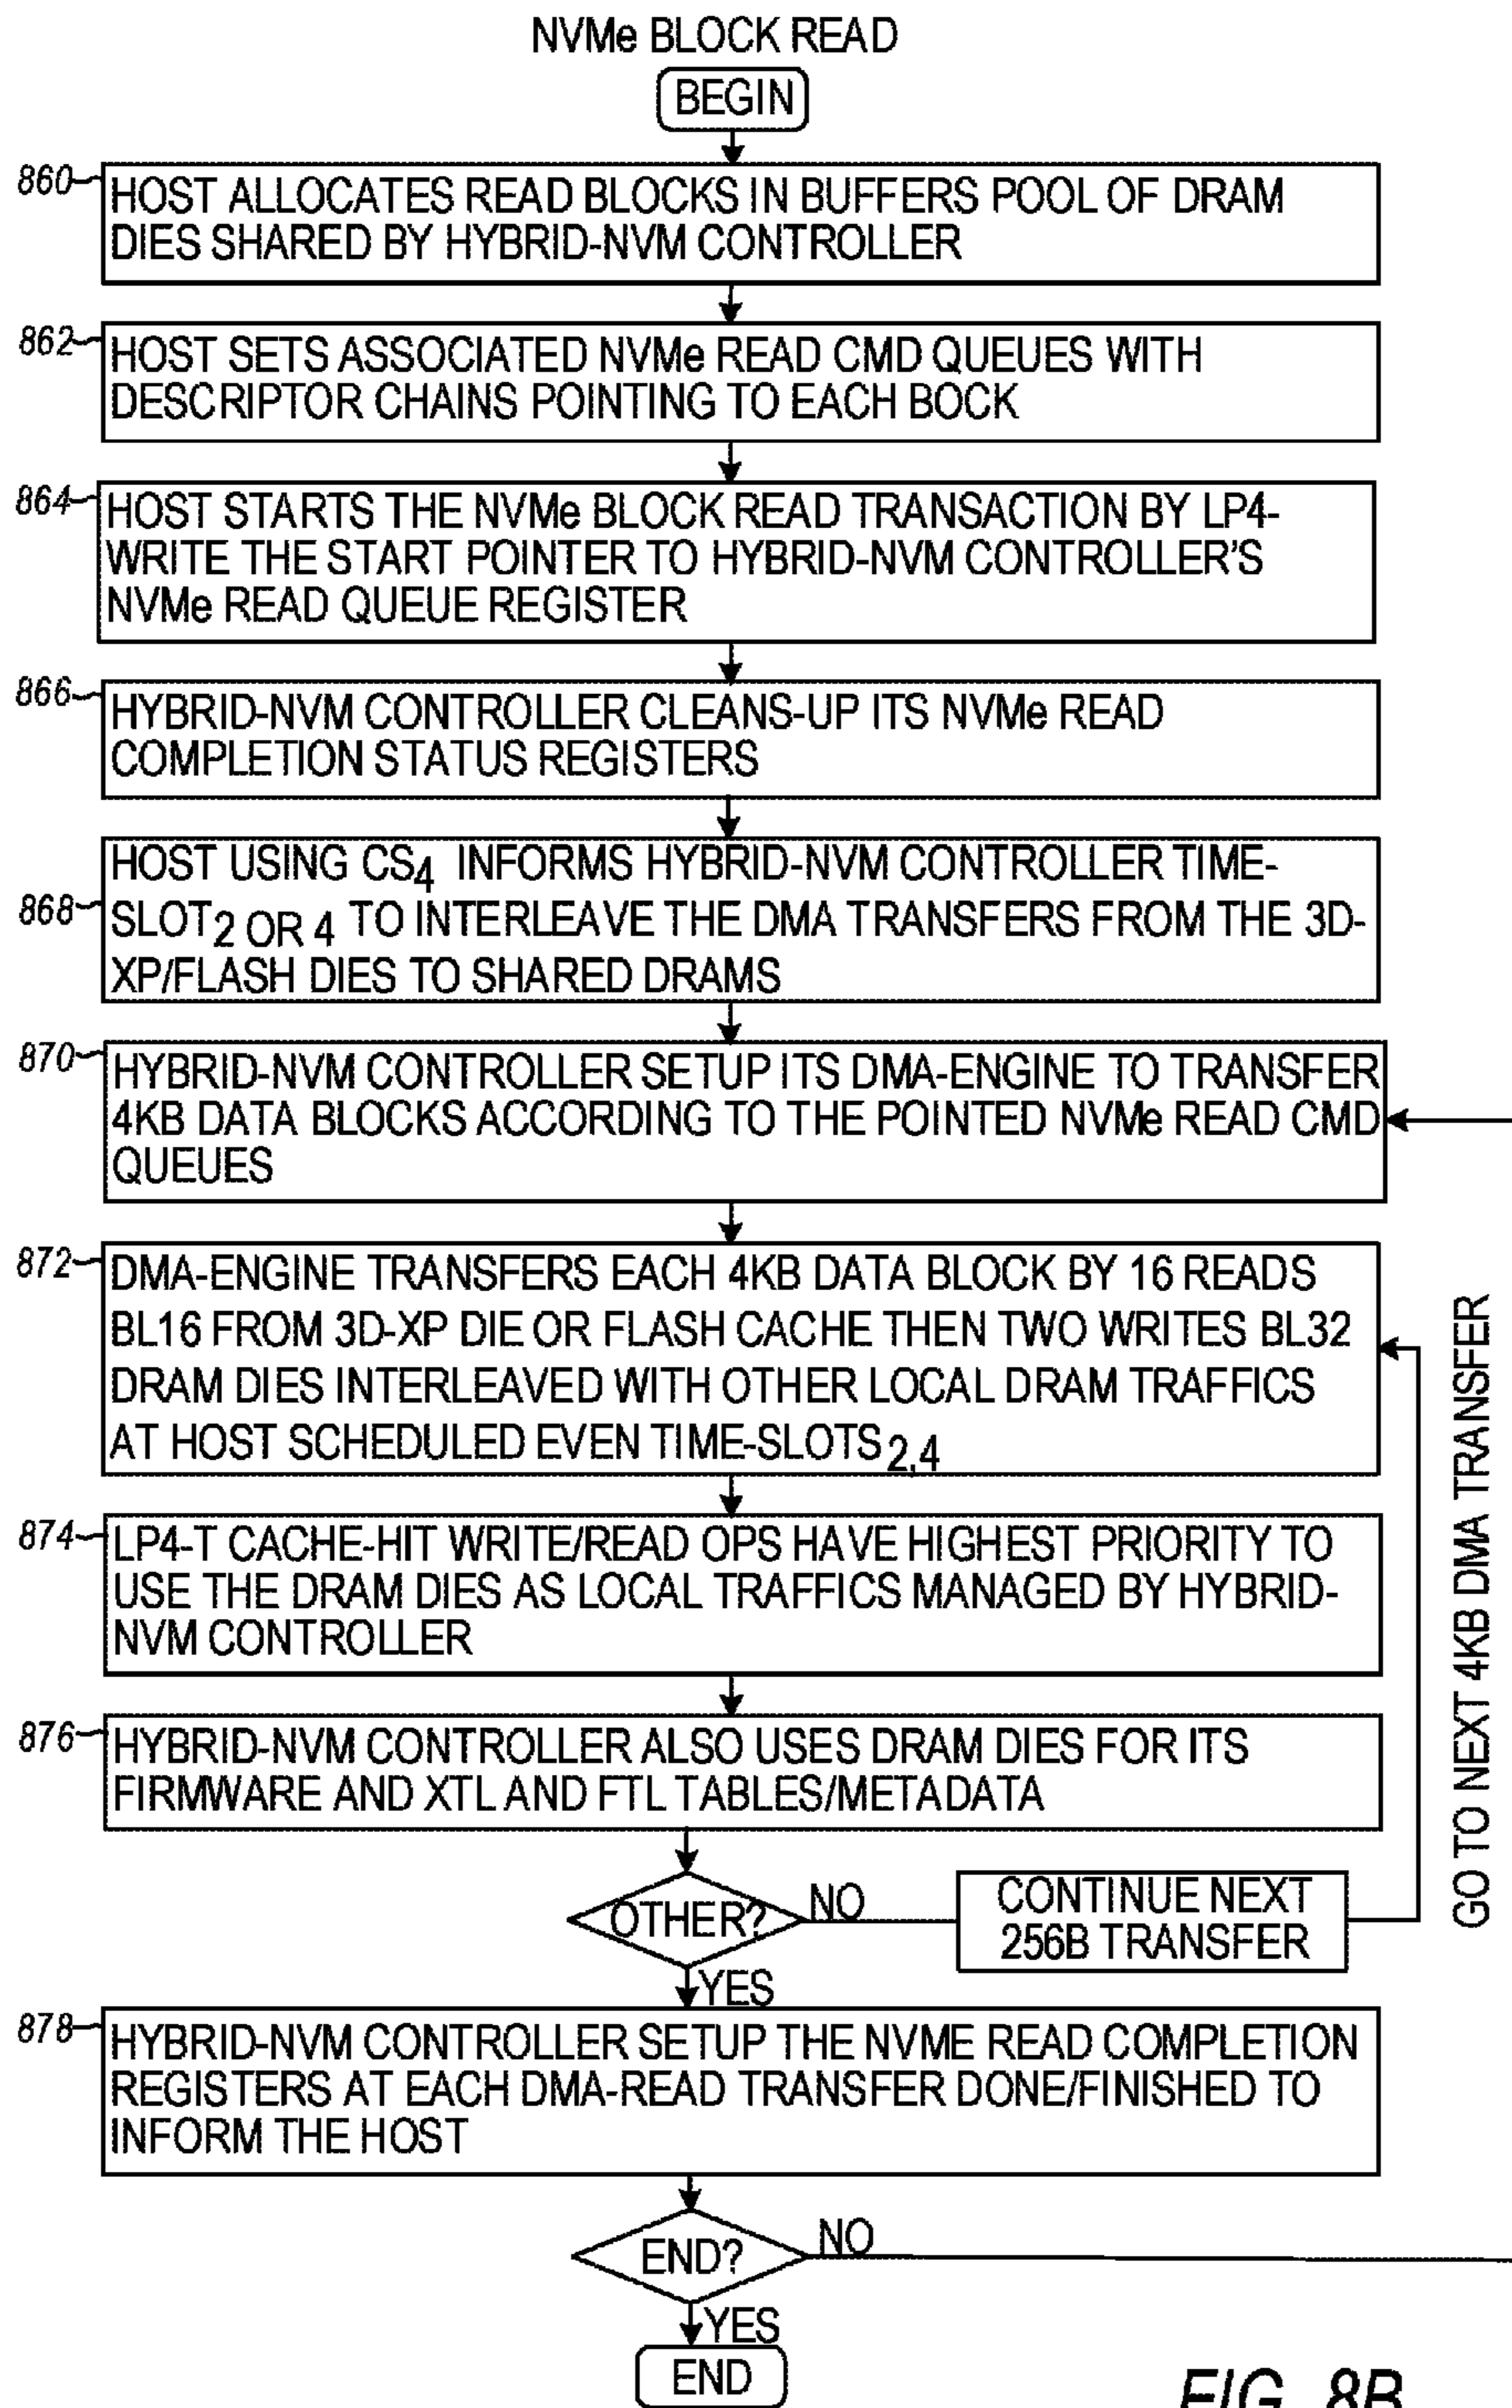 NVMe BLOCK READ
BEGIN
860
HOST ALLOCATES READ BLOCKS IN BUFFERS POOL OF DRAM
DIES SHARED BY HYBRID-NVM CONTROLLER
862
HOST SETS ASSOCIATED NVMe READ CMD QUEUES WITH
DESCRIPTOR CHAINS POINTING TO EACH BOCK
864
HOST STARTS THE NVMe BLOCK READ TRANSACTION BY LP4-
WRITE THE START POINTER TO HYBRID-NVM CONTROLLER'S
NVMe READ QUEUE REGISTER
866
HYBRID-NVM CONTROLLER CLEANS-UP ITS NVMe READ
COMPLETION STATUS REGISTERS
868
HOST USING CS4 INFORMS HYBRID-NVM CONTROLLER TIME-
SLOT2 OR 4 TO INTERLEAVE THE DMA TRANSFERS FROM THE 3D-
XP/FLASH DIES TO SHARED DRAMS
870
HYBRID-NVM CONTROLLER SETUP ITS DMA-ENGINE TO TRANSFER
4KB DATA BLOCKS ACCORDING TO THE POINTED NVMe READ CMD
QUEUES
872
DMA-ENGINE TRANSFERS EACH 4KB DATA BLOCK BY 16 READS
BL16 FROM 3D-XP DIE OR FLASH CACHE THEN TWO WRITES BL32
DRAM DIES INTERLEAVED WITH OTHER LOCAL DRAM TRAFFICS
AT HOST SCHEDULED EVEN TIME-SLOTS2,4
874
LP4-T CACHE-HIT WRITE/READ OPS HAVE HIGHEST PRIORITY TO
USE THE DRAM DIES AS LOCAL TRAFFICS MANAGED BY HYBRID-
NVM CONTROLLER
876
HYBRID-NVM CONTROLLER ALSO USES DRAM DIES FOR ITS
FIRMWARE AND XTL AND FTL TABLES/METADATA
OTHER?
NO
CONTINUE NEXT
256B TRANSFER
GO TO NEXT 4KB DMA TRANSFER
YES
878
HYBRID-NVM CONTROLLER SETUP THE NVME READ COMPLETION
REGISTERS AT EACH DMA-READ TRANSFER DONE/FINISHED TO
INFORM THE HOST
END?
NO
YES
END
FIG. 8B